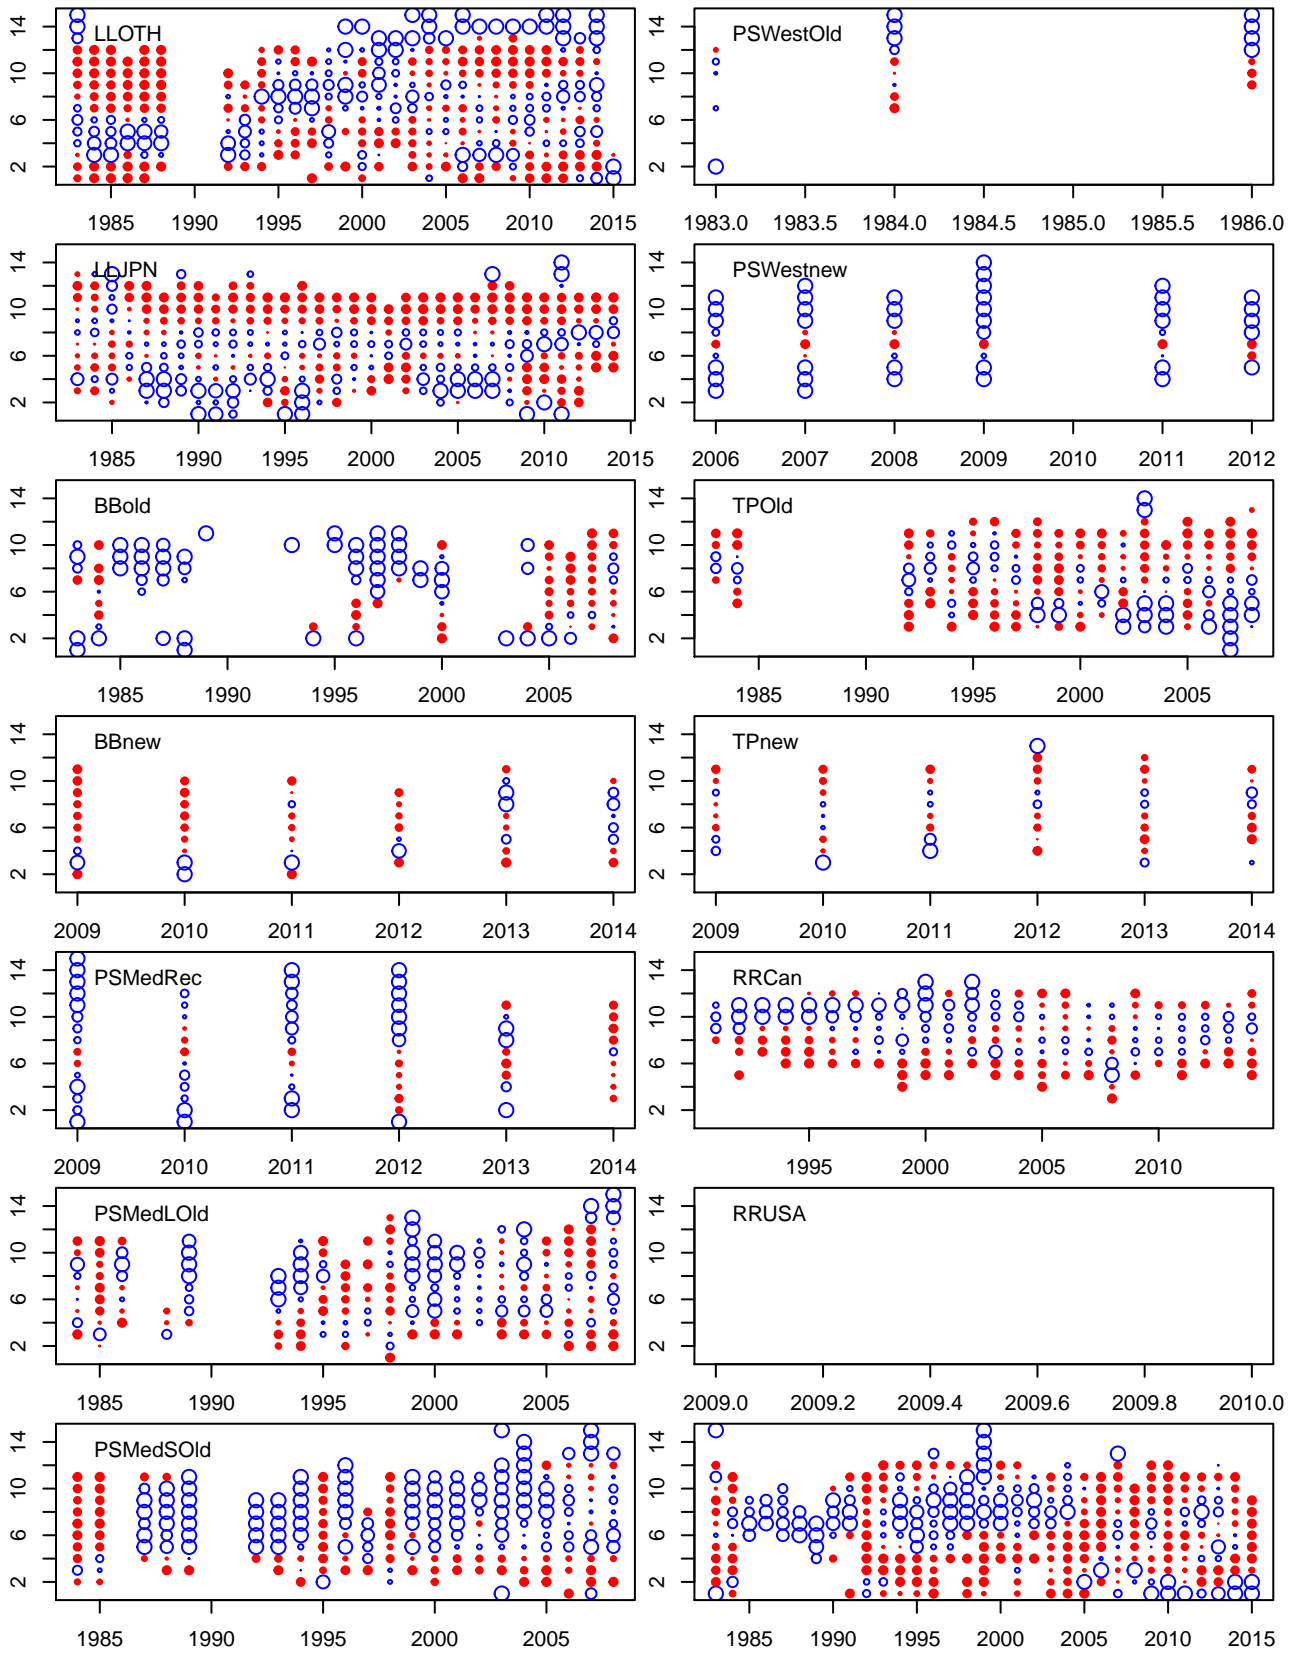 LLOTH
2 6 10 14
1985 1990 1995 2000 2005 2010 2015
PSWestOld
2 6 10 14
1983.0 1983.5 1984.0 1984.5 1985.0 1985.5 1986.0
LLJPN
2 6 10 14
1985 1990 1995 2000 2005 2010 2015
PSWestnew
2 6 10 14
2006 2007 2008 2009 2010 2011 2012
BBold
2 6 10 14
1985 1990 1995 2000 2005
TPOld
2 6 10 14
1985 1990 1995 2000 2005
BBnew
2 6 10 14
2009 2010 2011 2012 2013 2014
TPnew
2 6 10 14
2009 2010 2011 2012 2013 2014
PSMedRec
2 6 10 14
2009 2010 2011 2012 2013 2014
RRCan
2 6 10 14
1995 2000 2005 2010
PSMedLOld
2 6 10 14
1985 1990 1995 2000 2005
RRUSA
2 6 10 14
2009.0 2009.2 2009.4 2009.6 2009.8 2010.0
PSMedSOld
2 6 10 14
1985 1990 1995 2000 2005
2 6 10 14
1985 1990 1995 2000 2005 2010 2015